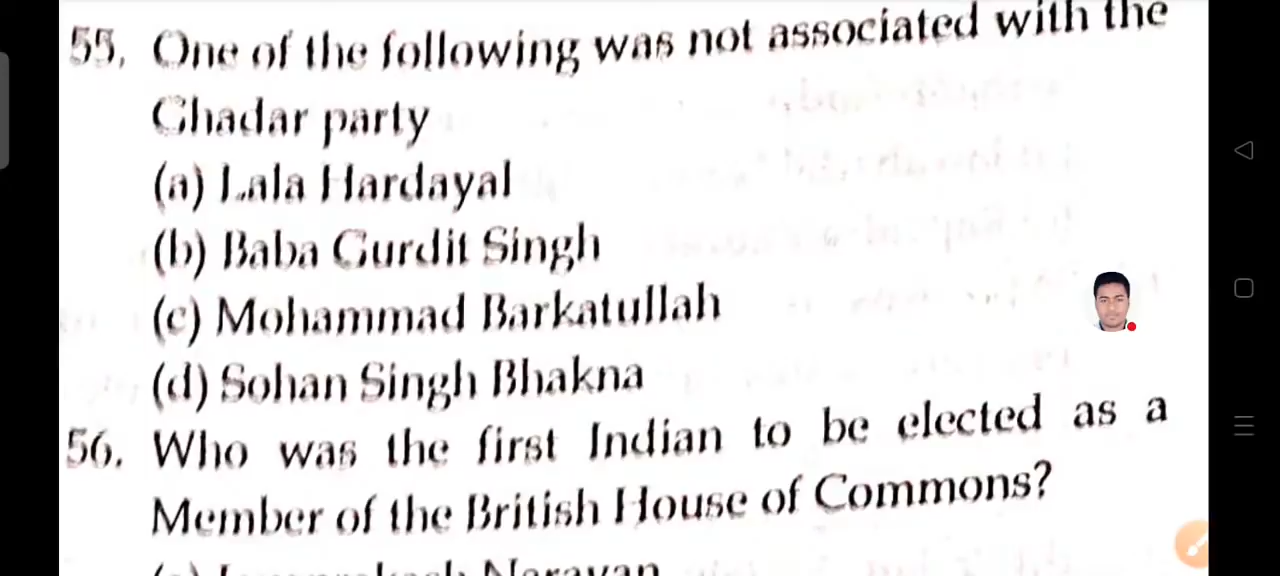 55. One of the following was not associated with the
Ghadar party
(a) Lala Hardayal
(b) Baba Gurdit Singh
(c) Mohammad Barkatullah
(d) Sohan Singh Bhakna
56. Who was the first Indian to be elected as a
Member of the British House of Commons?
Narayan